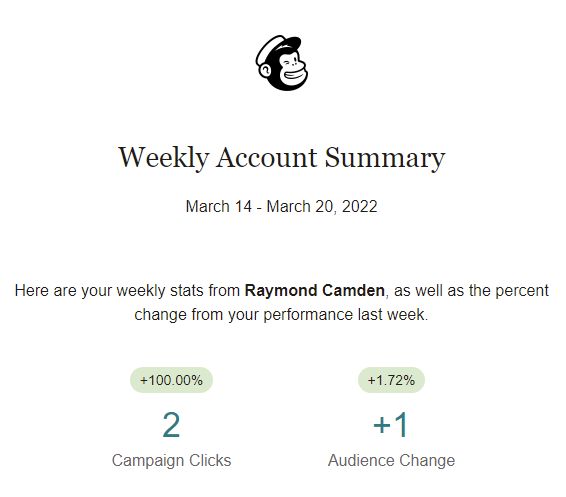 Weekly Account Summary
March 14 - March 20, 2022
Here are your weekly stats from Raymond Camden, as well as the percent
change from your performance last week.
+100.00% +1.72%
2 +1
Campaign Clicks Audience Change